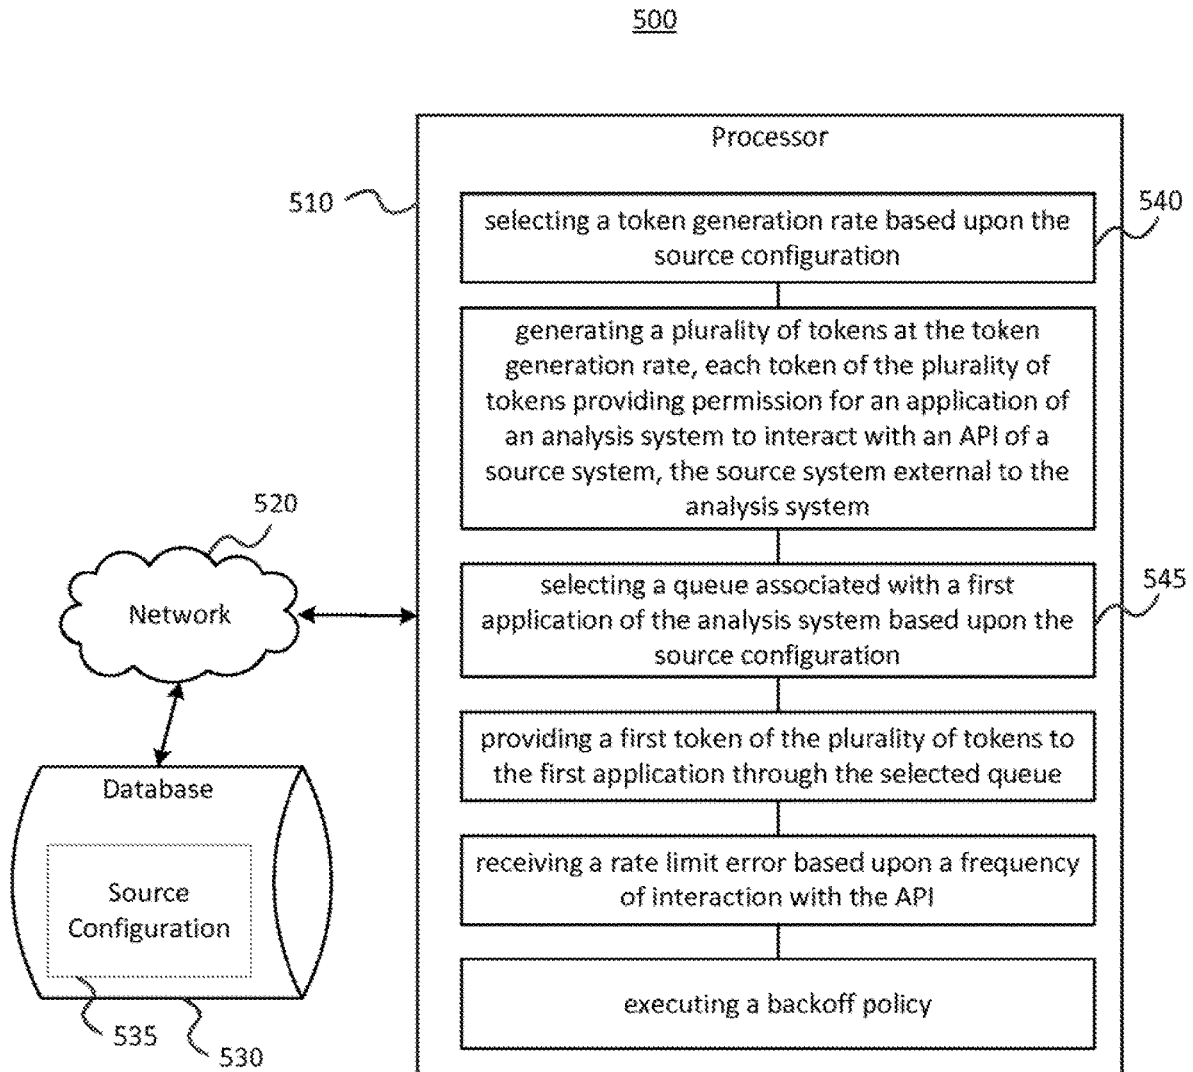 500
Processor
510
540
selecting a token generation rate based upon the
source configuration
generating a plurality of tokens at the token
generation rate, each token of the plurality of
tokens providing permission for an application of
an analysis system to interact with an API of a
source system, the source system external to the
analysis system
520
Network
545
selecting a queue associated with a first
application of the analysis system based upon the
source configuration
providing a first token of the plurality of tokens to
the first application through the selected queue
Database
Source
Configuration
receiving a rate limit error based upon a frequency
of interaction with the API
executing a backoff policy
535
530